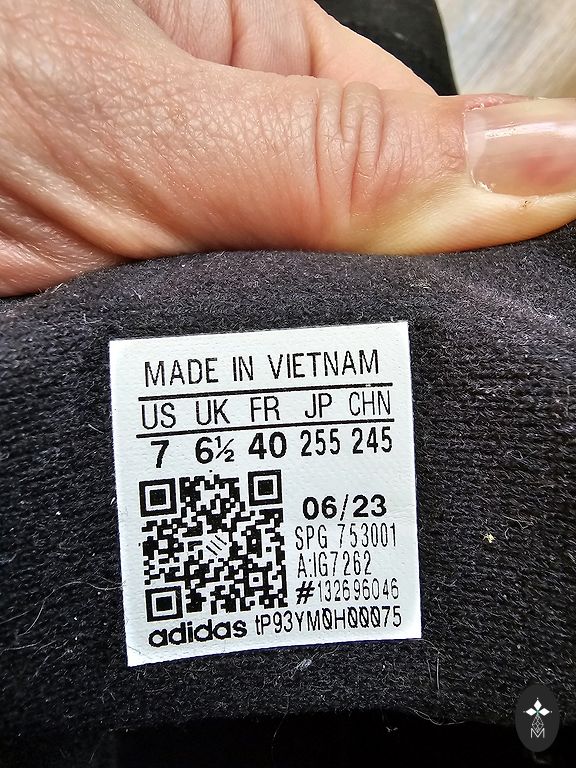 MADE IN VIETNAM
US UK FR JP CHN
7 6½ 40 255 245
06/23
SPG 753001
A:IG7262
#132696046
adidas tP93YM0H00075
M